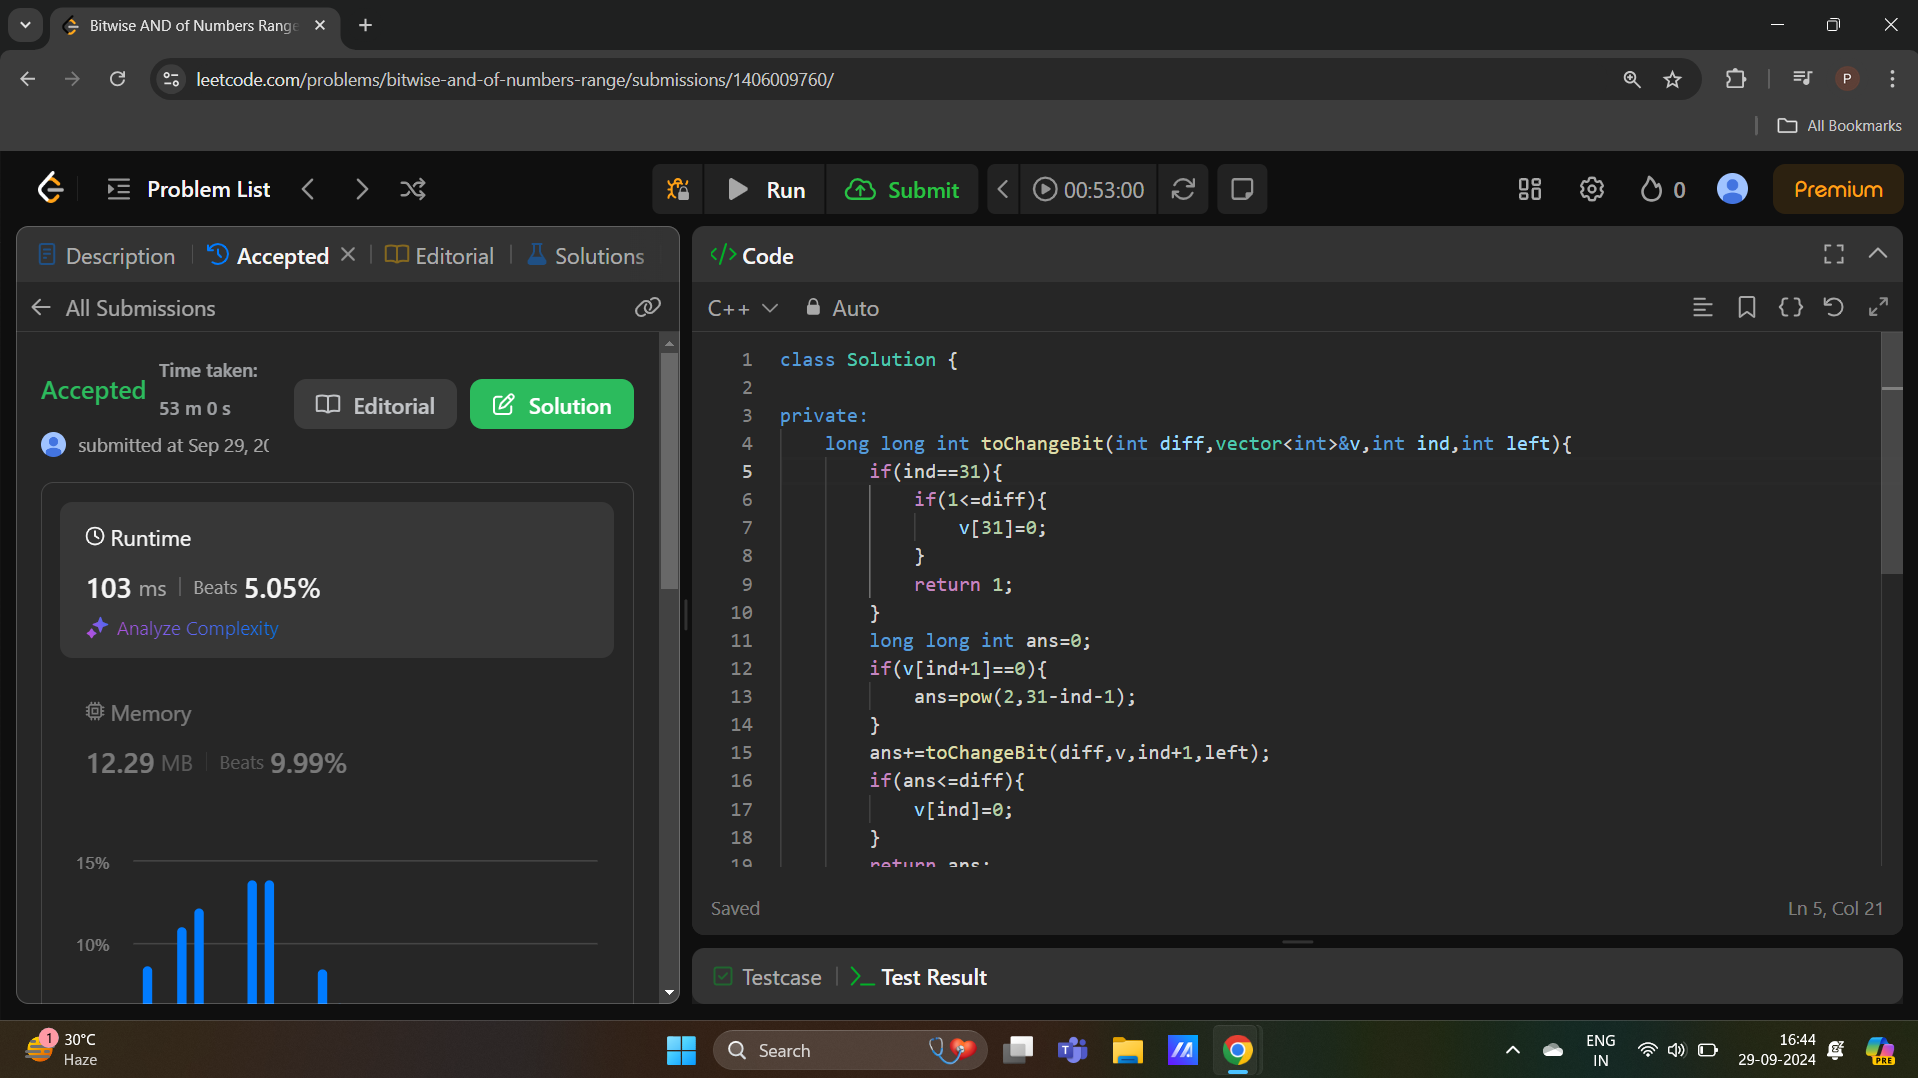 Bitwise AND of Numbers Range
leetcode.com/problems/bitwise-and-of-numbers-range/submissions/1406009760/
P
All Bookmarks
Problem List
Run
Submit
00:53:00
0
Premium
Description
Accepted
Editorial
Solutions
All Submissions
Accepted
Time taken:
53 m 0 s
Editorial
Solution
submitted at Sep 29, 20
Runtime
103 ms
Beats 5.05%
Analyze Complexity
Memory
12.29 MB
Beats 9.99%
15%
10%
Code
C++
Auto
1 class Solution {
2
3 private:
4 long long int toChangeBit(int diff,vector<int>&v,int ind,int left){
5 if(ind==31){
6 if(1<=diff){
7 v[31]=0;
8 }
9 return 1;
10 }
11 long long int ans=0;
12 if(v[ind+1]==0){
13 ans=pow(2,31-ind-1);
14 }
15 ans+=toChangeBit(diff,v,ind+1,left);
16 if(ans<=diff){
17 v[ind]=0;
18 }
19 return ans;
Saved
Ln 5, Col 21
Testcase
Test Result
1
30°C
Haze
Search
ENG
IN
16:44
29-09-2024
PRE